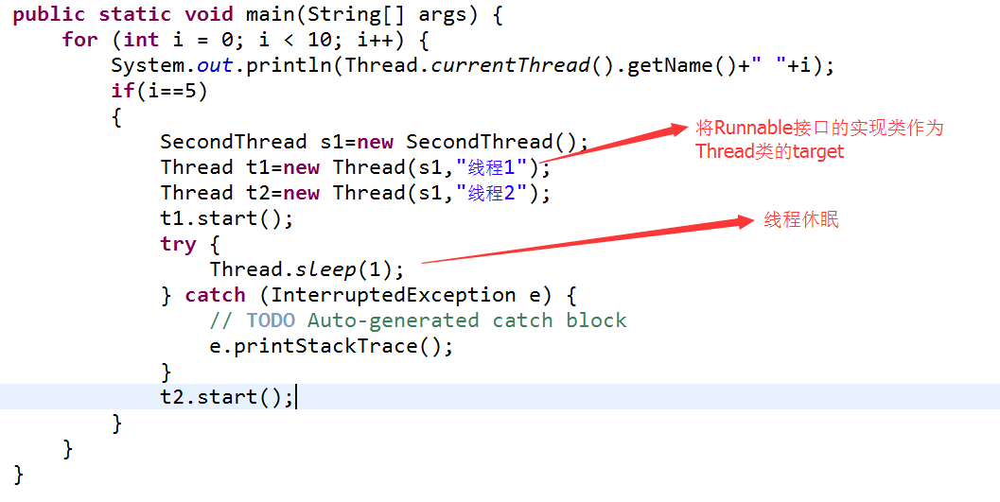 public static void main(String[] args) {
for (int i = 0; i < 10; i++) {
System.out.println(Thread.currentThread().getName()+" "+i);
if(i==5)
{
SecondThread s1=new SecondThread();
Thread t1=new Thread(s1,"线程1");
Thread t2=new Thread(s1,"线程2");
t1.start();
try {
Thread.sleep(1);
} catch (InterruptedException e) {
// TODO Auto-generated catch block
e.printStackTrace();
}
t2.start();
}
}
}
将Runnable接口的实现类作为
Thread类的target
线程休眠